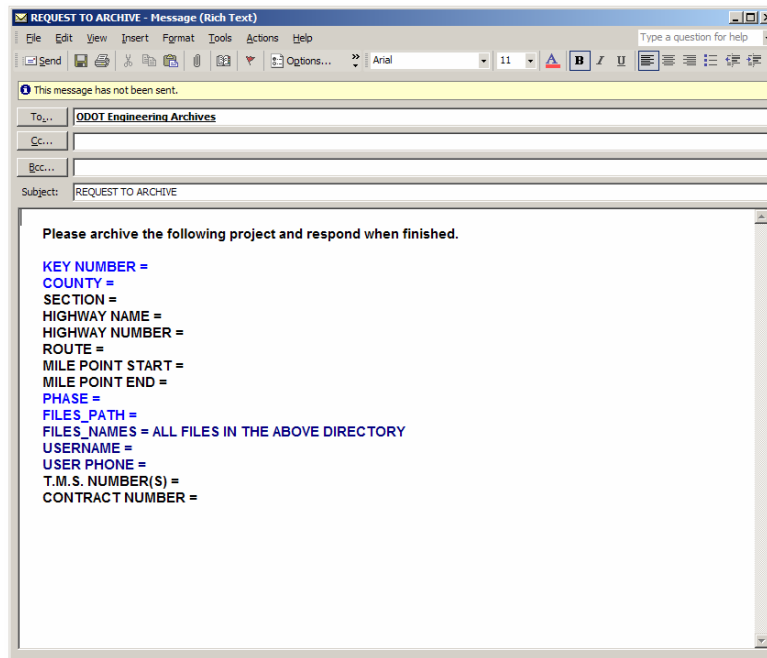 REQUEST TO ARCHIVE - Message (Rich Text)
File Edit View Insert Format Tools Actions Help Type a question for help
Send Options... Arial 11 A B I U
This message has not been sent.
To... ODOT Engineering Archives
Cc...
Bcc...
Subject: REQUEST TO ARCHIVE
Please archive the following project and respond when finished.
KEY NUMBER =
COUNTY =
SECTION =
HIGHWAY NAME =
HIGHWAY NUMBER =
ROUTE =
MILE POINT START =
MILE POINT END =
PHASE =
FILES_PATH =
FILES_NAMES = ALL FILES IN THE ABOVE DIRECTORY
USERNAME =
USER PHONE =
T.M.S. NUMBER(S) =
CONTRACT NUMBER =